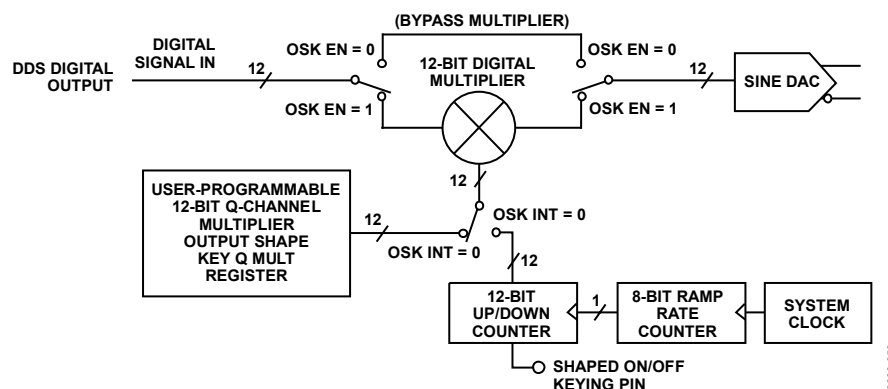 (BYPASS MULTIPLIER)
DIGITAL
SIGNAL IN
OSK EN = 0
OSK EN = 0
DDS DIGITAL
OUTPUT
12
12-BIT DIGITAL
MULTIPLIER
12
SINE DAC
OSK EN = 1
OSK EN = 1
12
USER-PROGRAMMABLE
12-BIT Q-CHANNEL
MULTIPLIER
OUTPUT SHAPE
KEY Q MULT
REGISTER
12
OSK INT = 0
OSK INT = 0
12
12-BIT
UP/DOWN
COUNTER
1
8-BIT RAMP
RATE
COUNTER
SYSTEM
CLOCK
SHAPED ON/OFF
KEYING PIN